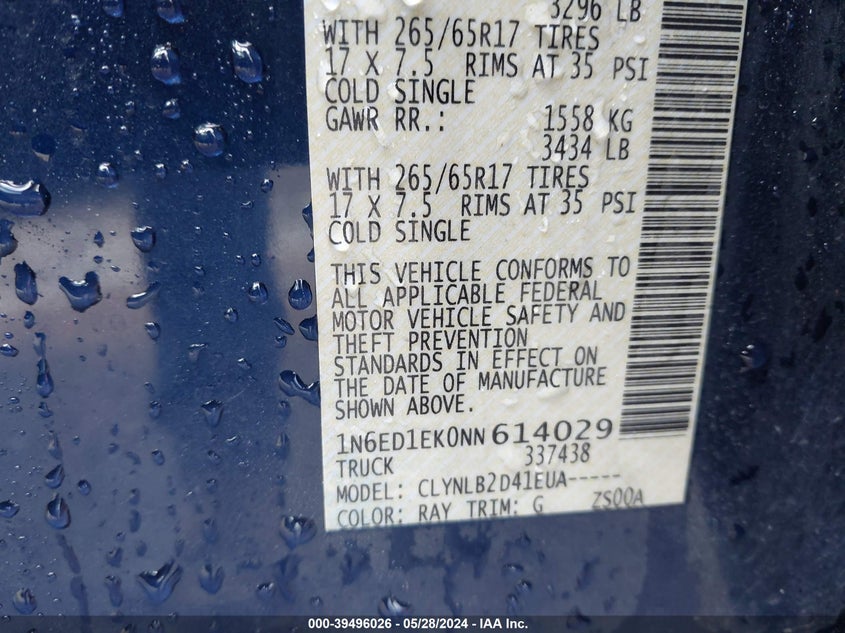 3296 LB
WITH 265/65R17 TIRES
17 X 7.5 RIMS AT 35 PSI
COLD SINGLE
GAWR RR.: 1558 KG
3434 LB
WITH 265/65R17 TIRES
17 X 7.5 RIMS AT 35 PSI
COLD SINGLE
THIS VEHICLE CONFORMS TO
ALL APPLICABLE FEDERAL
MOTOR VEHICLE SAFETY AND
THEFT PREVENTION
STANDARDS IN EFFECT ON
THE DATE OF MANUFACTURE
SHOWN ABOVE.
1N6ED1EK0NN 614029
TRUCK 337438
MODEL: CLYNLB2D41EUA-----
COLOR: RAY TRIM: G ZS00A
000-39496026 - 05/28/2024 - IAA Inc.